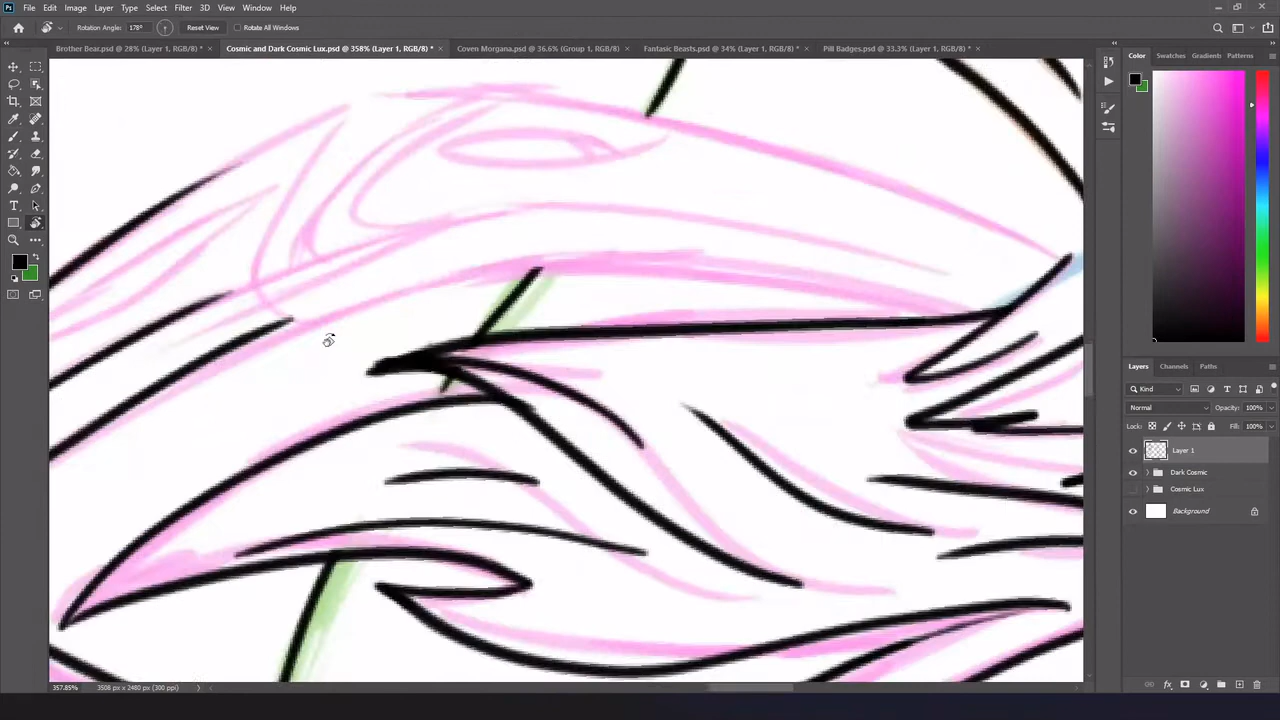 File Edit Image Layer Type Select Filter 3D View Window Help
Rotation Angle: 178° Reset View Rotate All Windows
Brother Bear.psd @ 28% (Layer 1, RGB/8) * × Cosmic and Dark Cosmic Lux.psd @ 358% (Layer 1, RGB/8) * × Coven Morgana.psd @ 36.6% (Group 1, RGB/8) × Fantasic Beasts.psd @ 34% (Layer 1, RGB/8) * × Pill Badges.psd @ 33.3% (Layer 1, RGB/8) * ×
Color Swatches Gradients Patterns
Layers Channels Paths
Kind
Normal Opacity: 100%
Lock: Fill: 100%
Layer 1
Dark Cosmic
Cosmic Lux
Background
357.85% 3508 px x 2480 px (300 ppi)